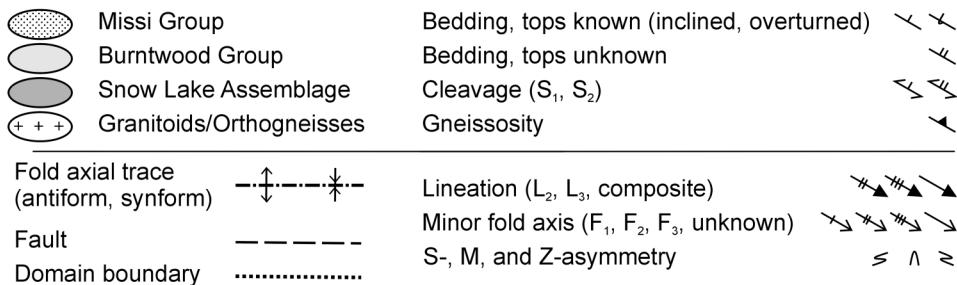 Missi Group
Bedding, tops known (inclined, overturned)
Burntwood Group
Bedding, tops unknown
Snow Lake Assemblage
Cleavage (S₁, S₂)
+ + + Granitoids/Orthogneisses
Gneissosity
Fold axial trace
(antiform, synform)
Lineation (L₂, L₃, composite)
Minor fold axis (F₁, F₂, F₃, unknown)
Fault
S-, M, and Z-asymmetry
Domain boundary